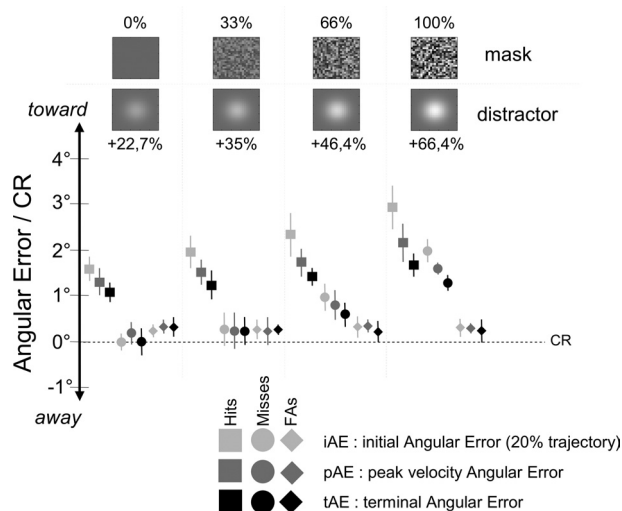 0% 33% 66% 100%
mask
toward
distractor
+22,7% +35% +46,4% +66,4%
4°
3°
2°
1°
0°
-1°
CR
Angular Error / CR
away
Hits
Misses
FAs
iAE : initial Angular Error (20% trajectory)
pAE : peak velocity Angular Error
tAE : terminal Angular Error